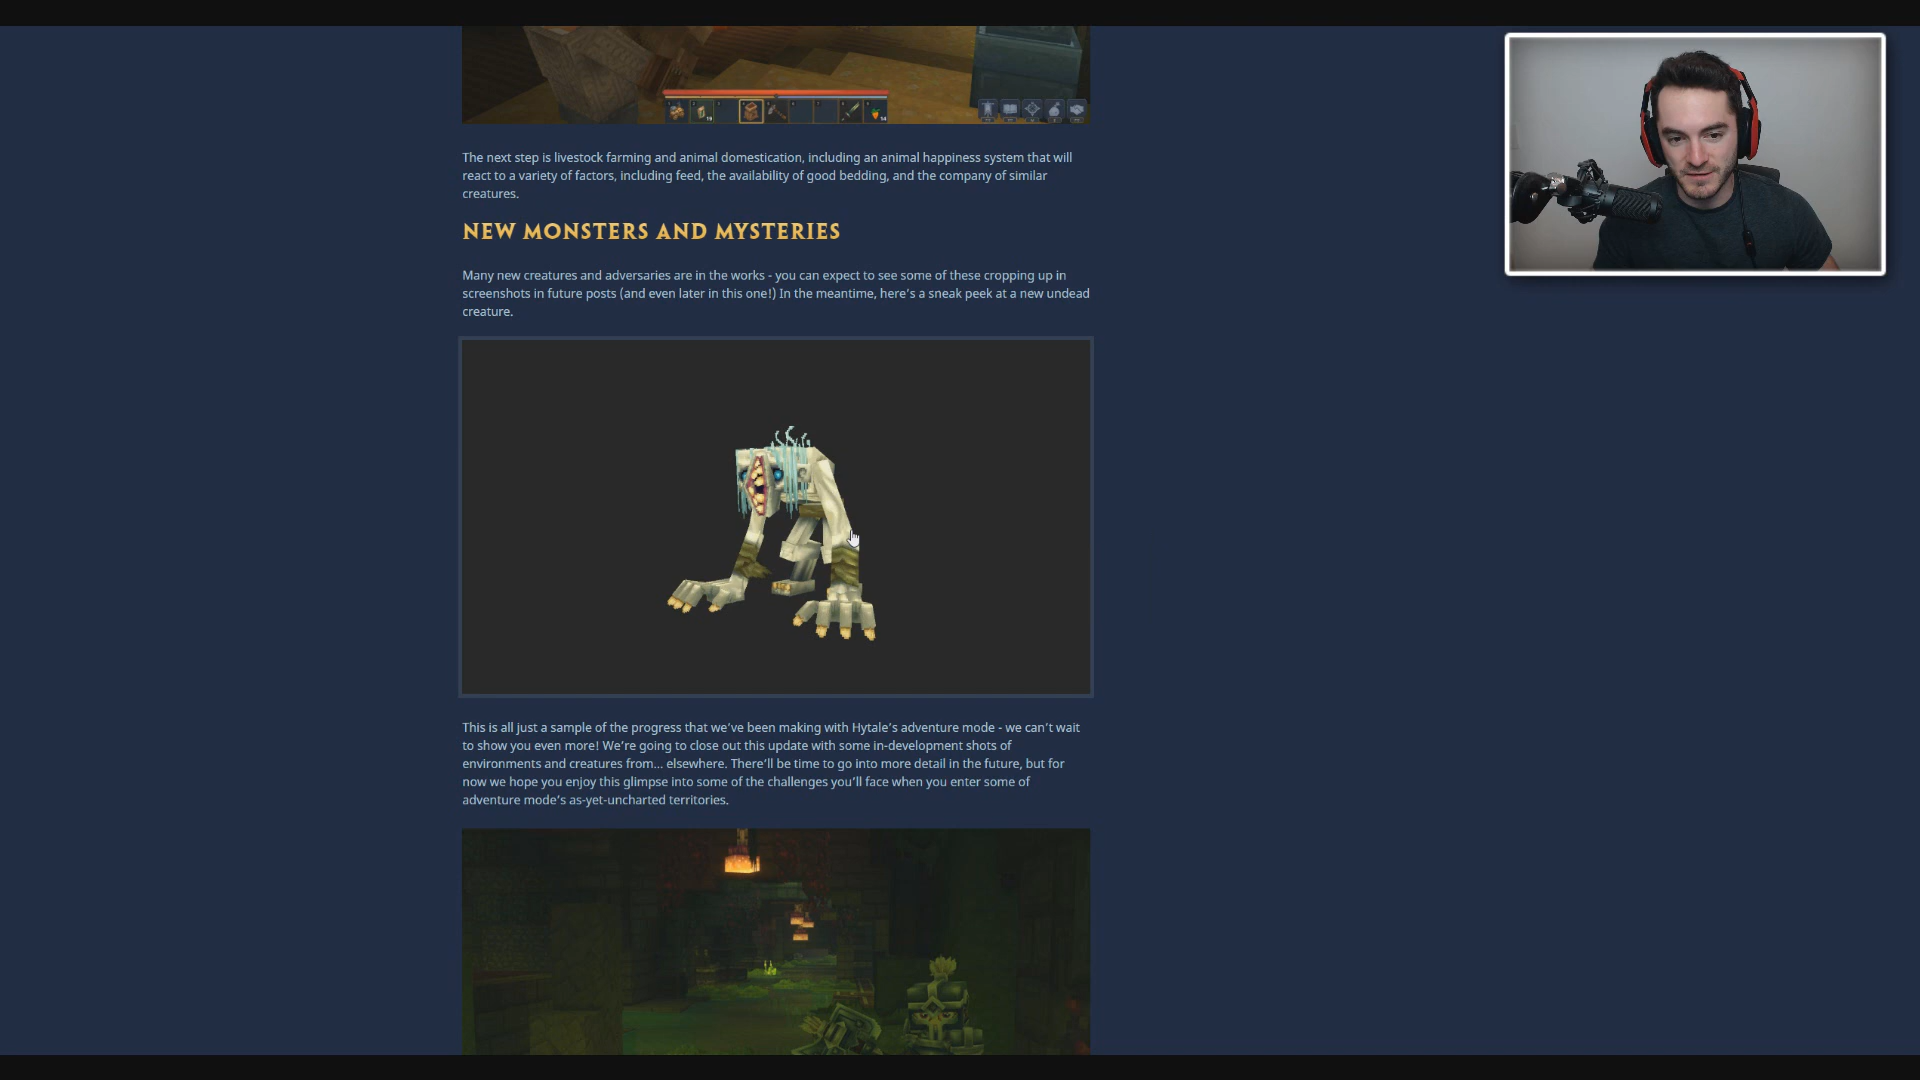 19
14
The next step is livestock farming and animal domestication, including an animal happiness system that will
react to a variety of factors, including feed, the availability of good bedding, and the company of similar
creatures.
NEW MONSTERS AND MYSTERIES
Many new creatures and adversaries are in the works - you can expect to see some of these cropping up in
screenshots in future posts (and even later in this one!) In the meantime, here's a sneak peek at a new undead
creature.
This is all just a sample of the progress that we've been making with Hytale's adventure mode - we can't wait
to show you even more! We're going to close out this update with some in-development shots of
environments and creatures from... elsewhere. There'll be time to go into more detail in the future, but for
now we hope you enjoy this glimpse into some of the challenges you'll face when you enter some of
adventure mode's as-yet-uncharted territories.